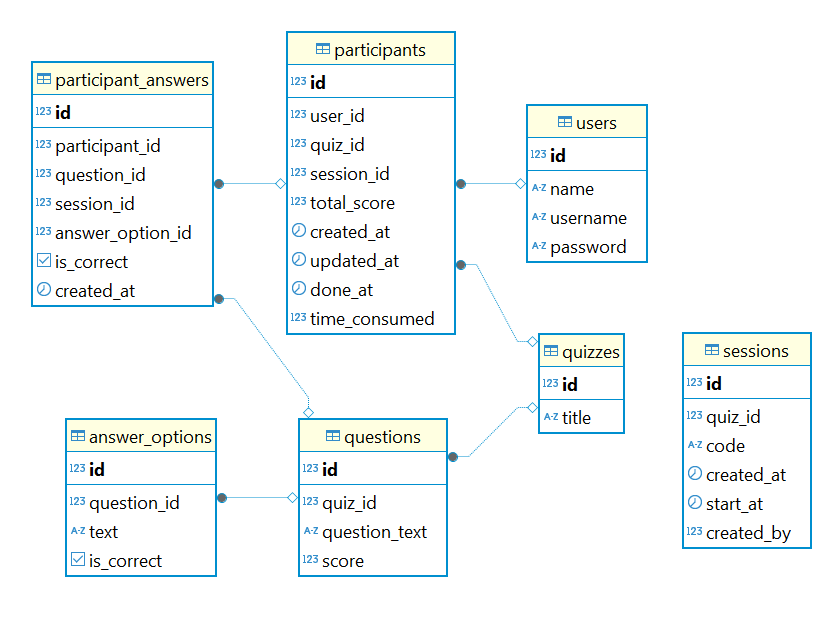 participant_answers
123 id
123 participant_id
123 question_id
123 session_id
123 answer_option_id
is_correct
created_at
participants
123 id
123 user_id
123 quiz_id
123 session_id
123 total_score
created_at
updated_at
done_at
123 time_consumed
users
123 id
A-Z name
A-Z username
A-Z password
quizzes
123 id
A-Z title
sessions
123 id
123 quiz_id
A-Z code
created_at
start_at
123 created_by
answer_options
123 id
123 question_id
A-Z text
is_correct
questions
123 id
123 quiz_id
A-Z question_text
123 score